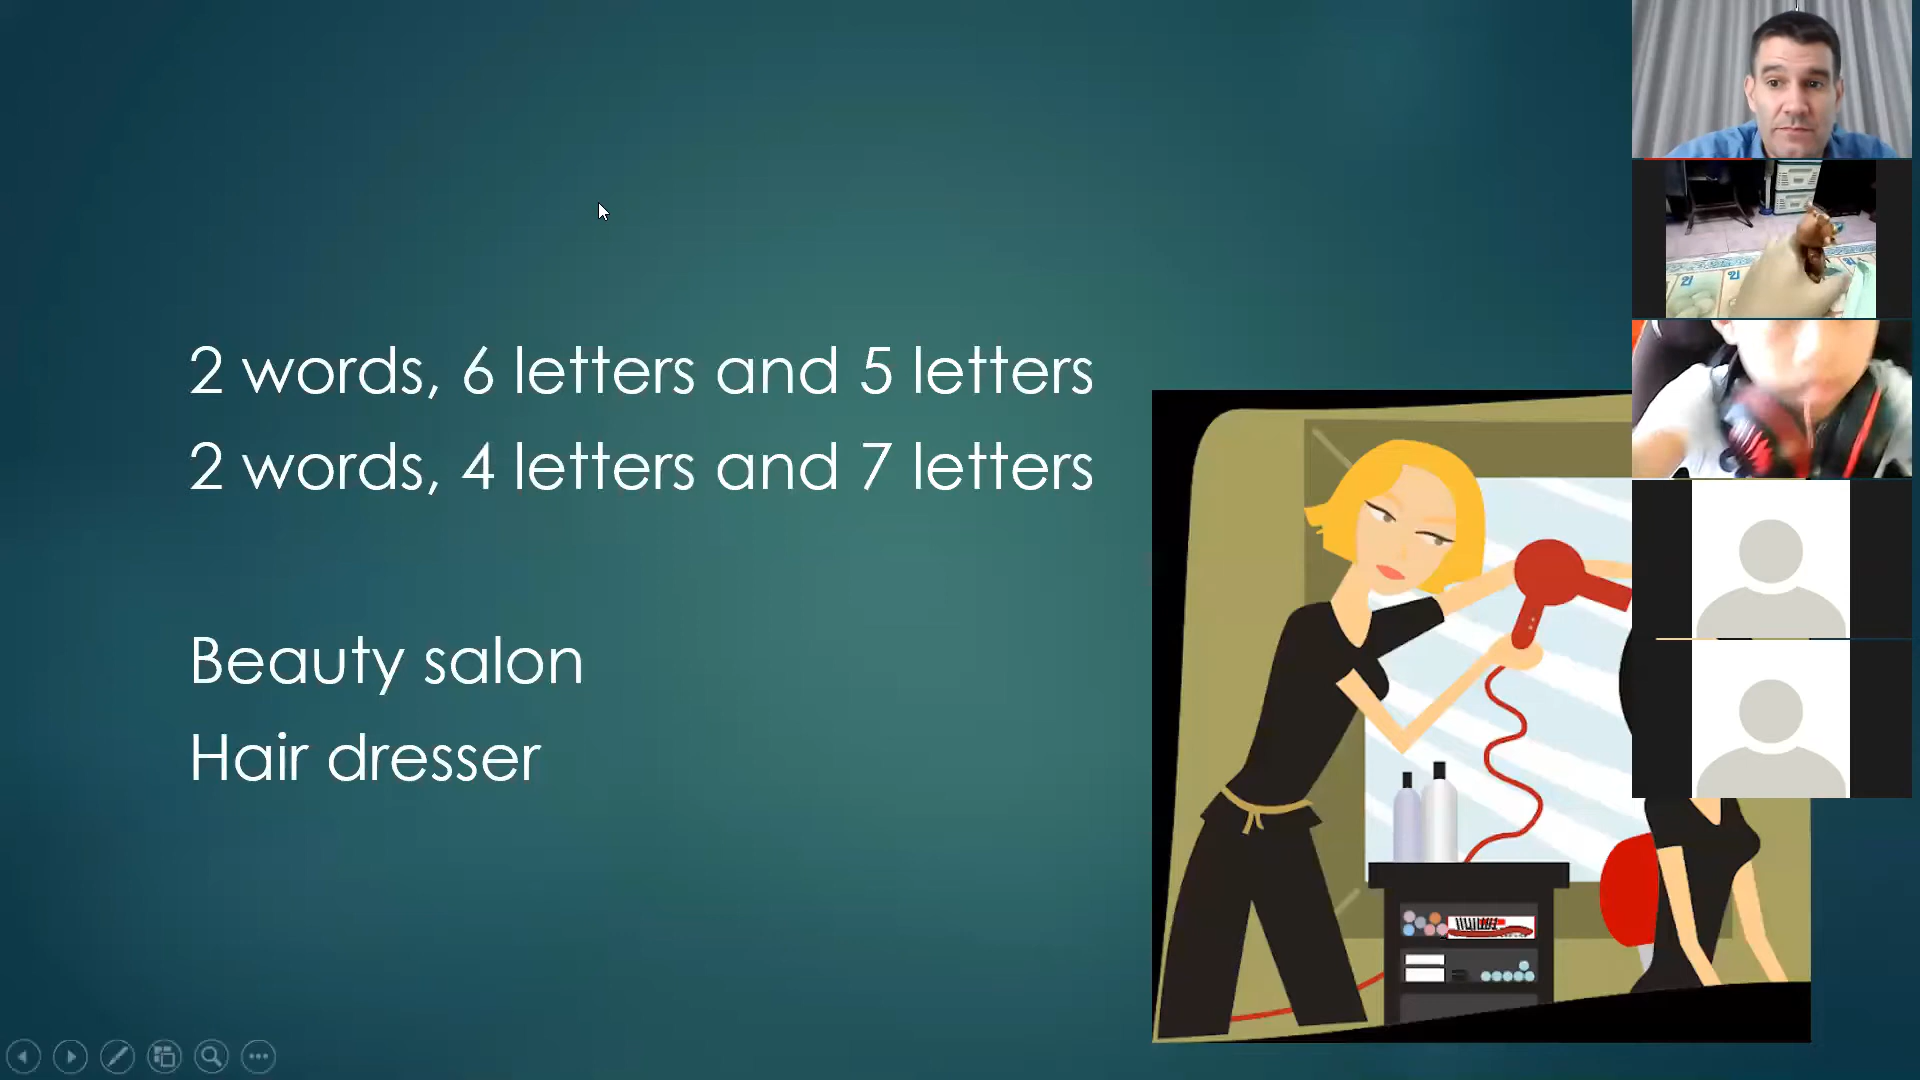 2 words, 6 letters and 5 letters
2 words, 4 letters and 7 letters
Beauty salon
Hair dresser